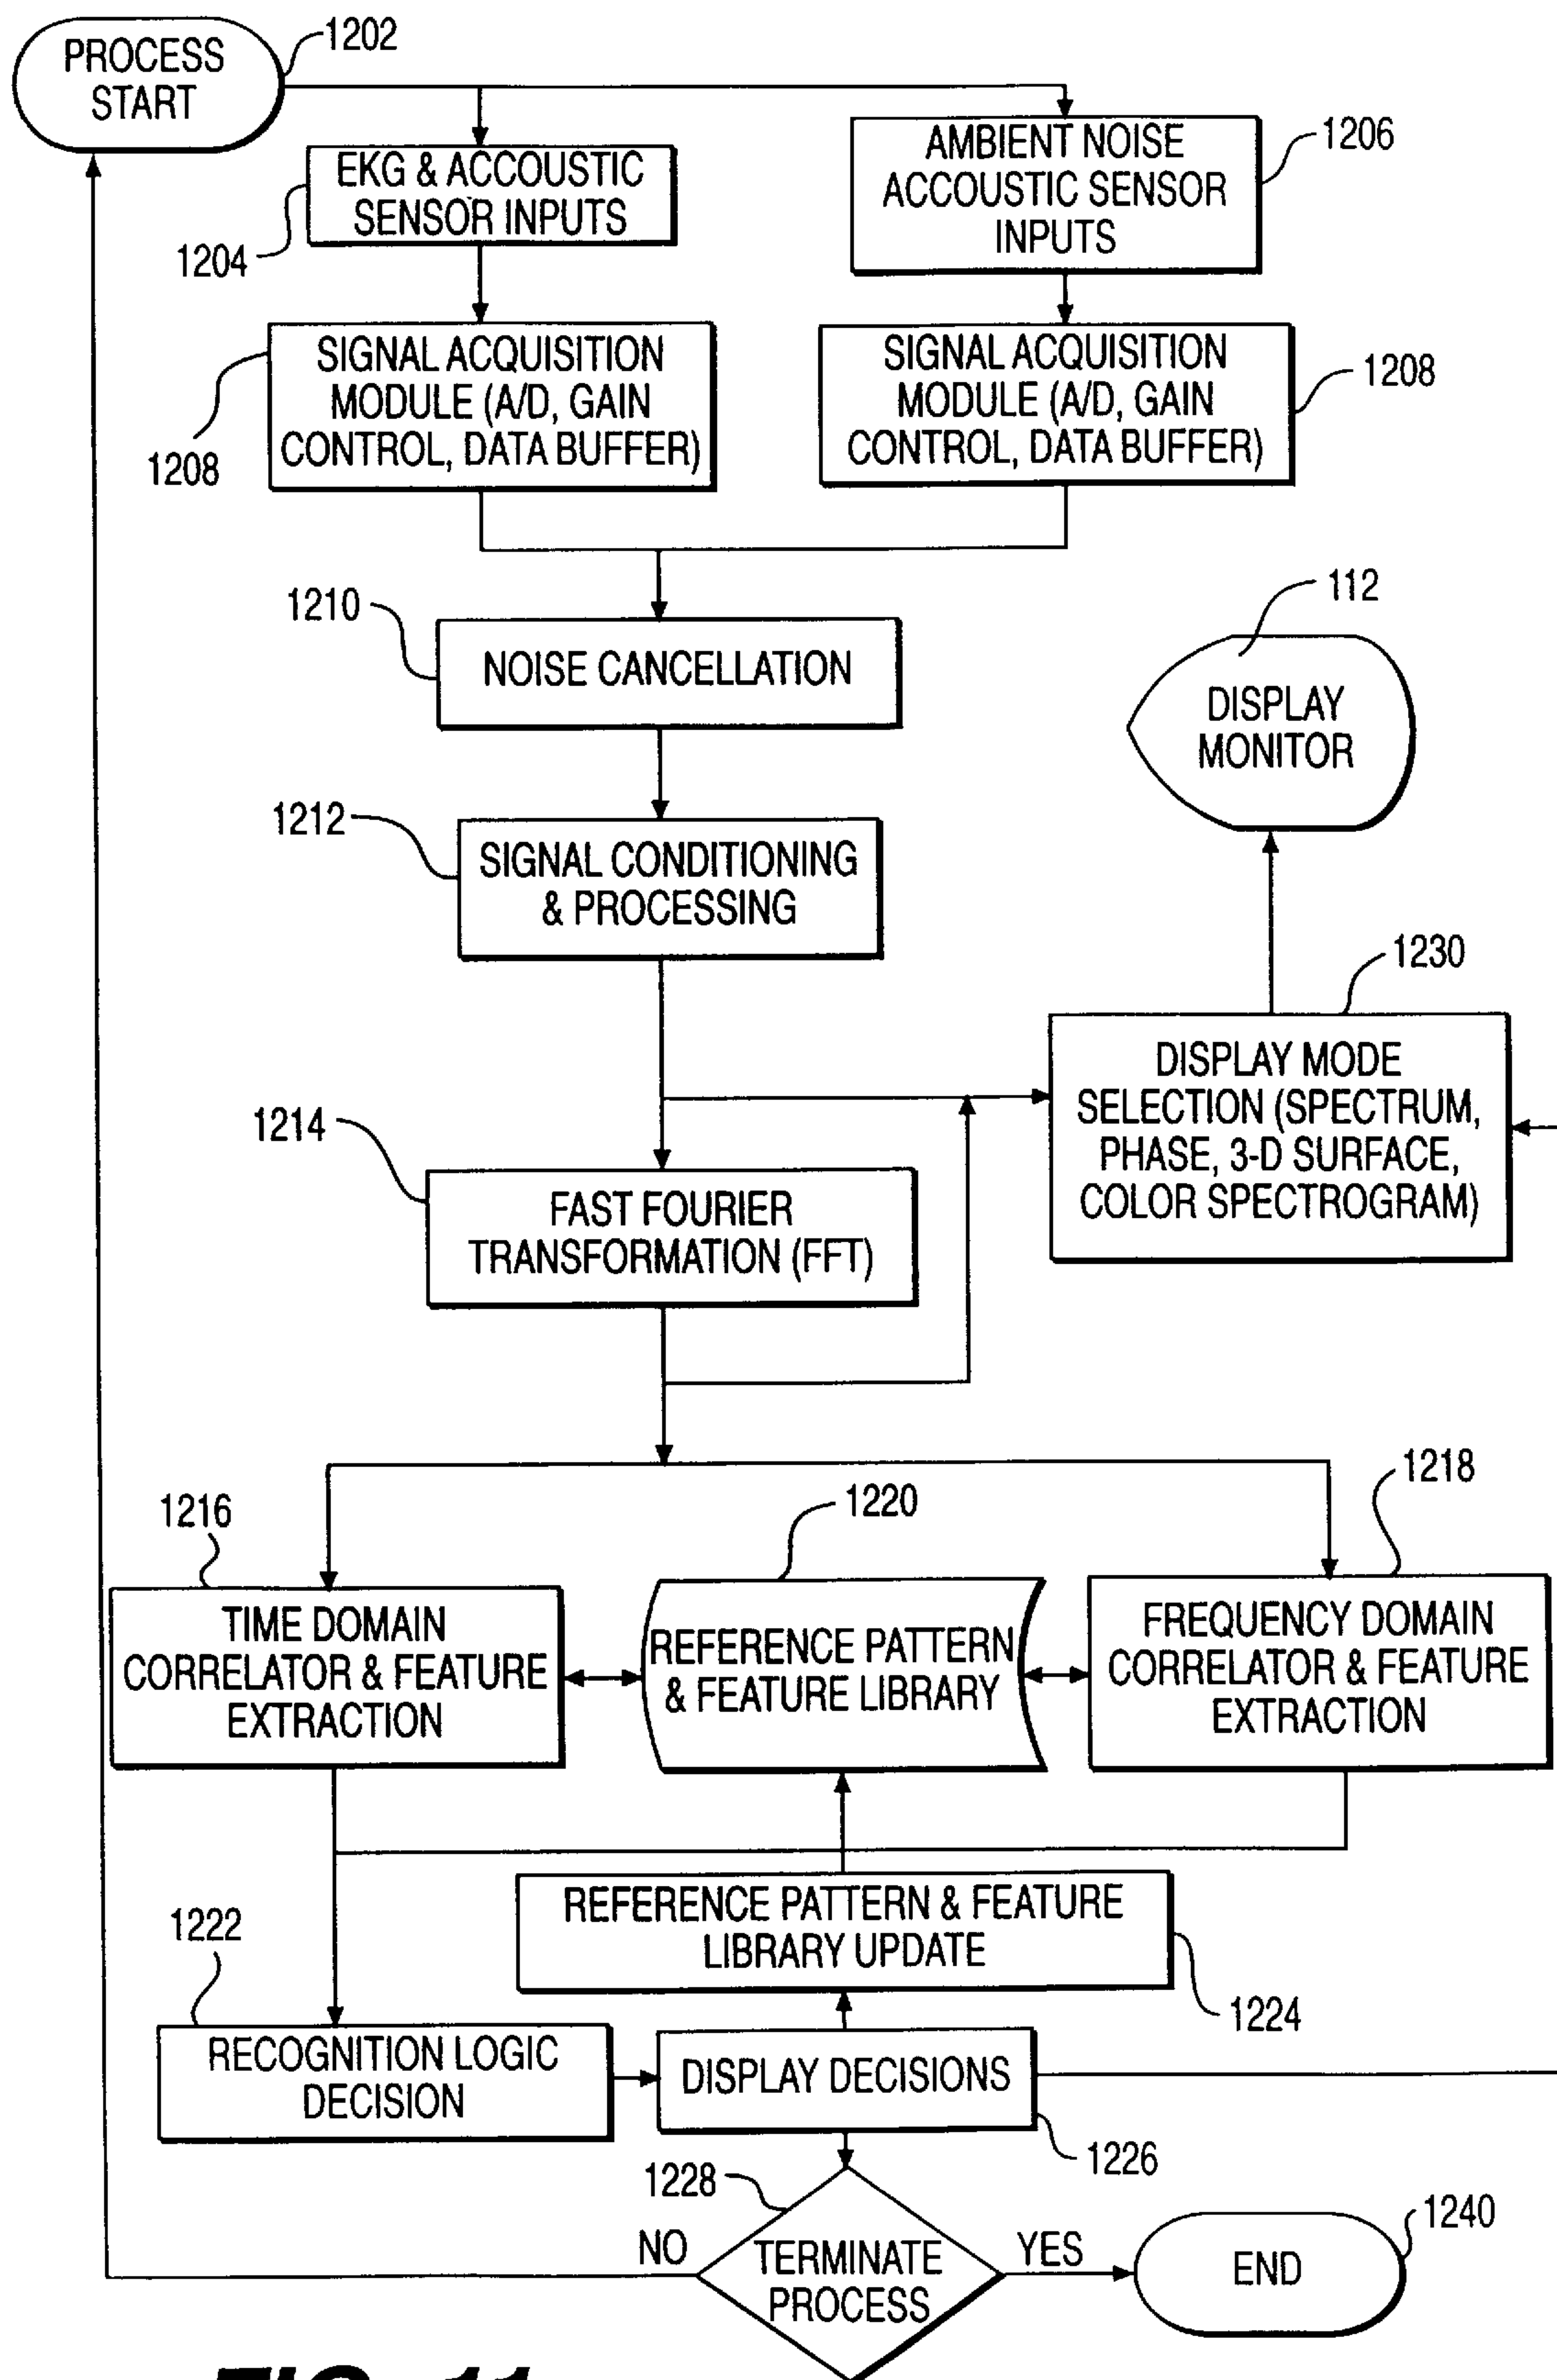 PROCESS
START
1202
EKG & ACCOUSTIC
SENSOR INPUTS
1204
AMBIENT NOISE
ACCOUSTIC SENSOR
INPUTS
1206
SIGNAL ACQUISITION
MODULE (A/D, GAIN
CONTROL, DATA BUFFER)
1208
SIGNAL ACQUISITION
MODULE (A/D, GAIN
CONTROL, DATA BUFFER)
1208
1210
NOISE CANCELLATION
112
DISPLAY
MONITOR
1212
SIGNAL CONDITIONING
& PROCESSING
1230
DISPLAY MODE
SELECTION (SPECTRUM,
PHASE, 3-D SURFACE,
COLOR SPECTROGRAM)
1214
FAST FOURIER
TRANSFORMATION (FFT)
1216
TIME DOMAIN
CORRELATOR & FEATURE
EXTRACTION
1220
REFERENCE PATTERN
& FEATURE LIBRARY
1218
FREQUENCY DOMAIN
CORRELATOR & FEATURE
EXTRACTION
REFERENCE PATTERN & FEATURE
LIBRARY UPDATE
1224
1222
RECOGNITION LOGIC
DECISION
DISPLAY DECISIONS
1226
1228
NO
TERMINATE
PROCESS
YES
END
1240
FIG. 11